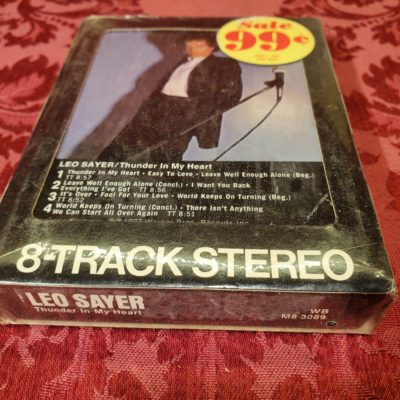 Sale
99¢
LEO SAYER/Thunder In My Heart
1 Thunder In My Heart • Easy To Love • Leave Well Enough Alone (Beg.)
TT 8:57
2 Leave Well Enough Alone (Concl.) • I Want You Back
Everything I've Got TT 8:56
3 It's Over • Fool For Your Love • World Keeps On Turning (Beg.)
TT 8:52
4 World Keeps On Turning (Concl.) • There Isn't Anything
We Can Start All Over Again TT 8:51
8-TRACK STEREO
LEO SAYER
Thunder In My Heart
WB
M8 3089